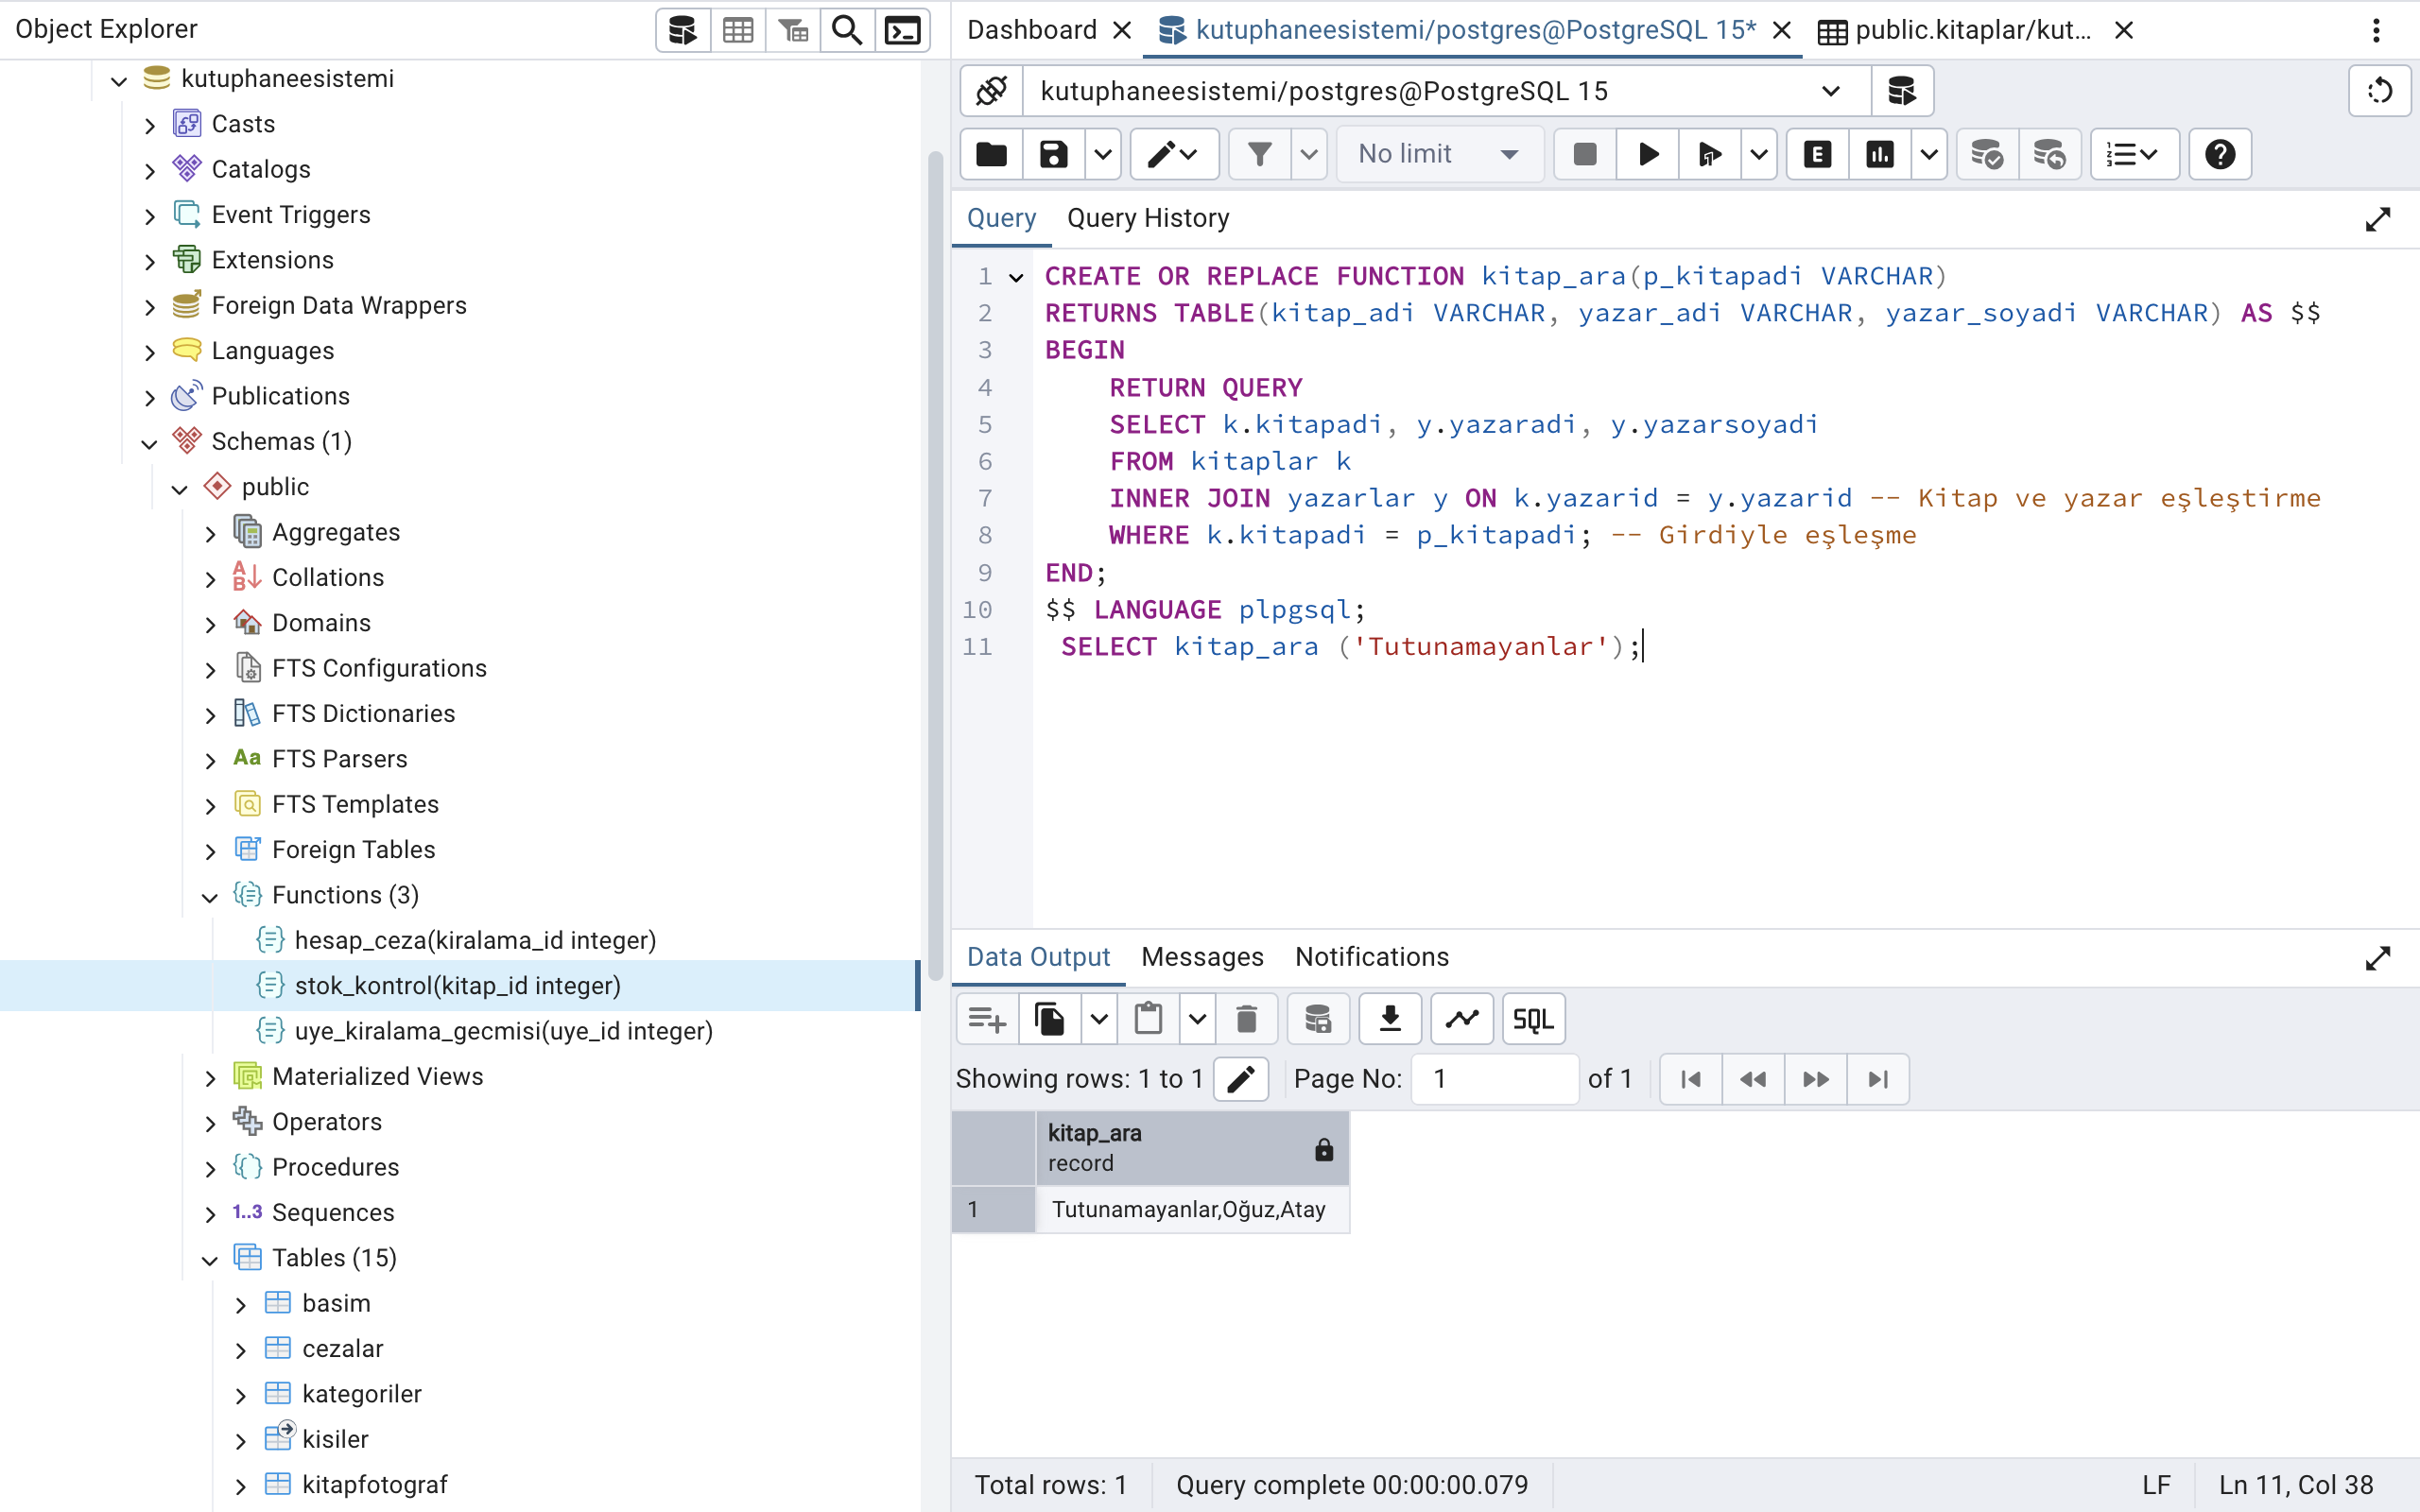 Object Explorer
kutuphaneesistemi
Casts
Catalogs
Event Triggers
Extensions
Foreign Data Wrappers
Languages
Publications
Schemas (1)
public
Aggregates
Collations
Domains
FTS Configurations
FTS Dictionaries
Aa FTS Parsers
FTS Templates
Foreign Tables
Functions (3)
hesap_ceza(kiralama_id integer)
stok_kontrol(kitap_id integer)
uye_kiralama_gecmisi(uye_id integer)
Materialized Views
Operators
Procedures
1..3 Sequences
Tables (15)
basim
cezalar
kategoriler
kisiler
kitapfotograf
Dashboard kutuphaneesistemi/postgres@PostgreSQL 15* public.kitaplar/kut...
kutuphaneesistemi/postgres@PostgreSQL 15
No limit E
Query Query History
1 CREATE OR REPLACE FUNCTION kitap_ara(p_kitapadi VARCHAR)
2 RETURNS TABLE(kitap_adi VARCHAR, yazar_adi VARCHAR, yazar_soyadi VARCHAR) AS $$
3 BEGIN
4 RETURN QUERY
5 SELECT k.kitapadi, y.yazaradi, y.yazarsoyadi
6 FROM kitaplar k
7 INNER JOIN yazarlar y ON k.yazarid = y.yazarid -- Kitap ve yazar eşleştirme
8 WHERE k.kitapadi = p_kitapadi; -- Girdiyle eşleşme
9 END;
10 $$ LANGUAGE plpgsql;
11 SELECT kitap_ara ('Tutunamayanlar');
Data Output Messages Notifications
SQL
Showing rows: 1 to 1 Page No: 1 of 1
kitap_ara
record
1 Tutunamayanlar,Oğuz,Atay
Total rows: 1 Query complete 00:00:00.079 LF Ln 11, Col 38